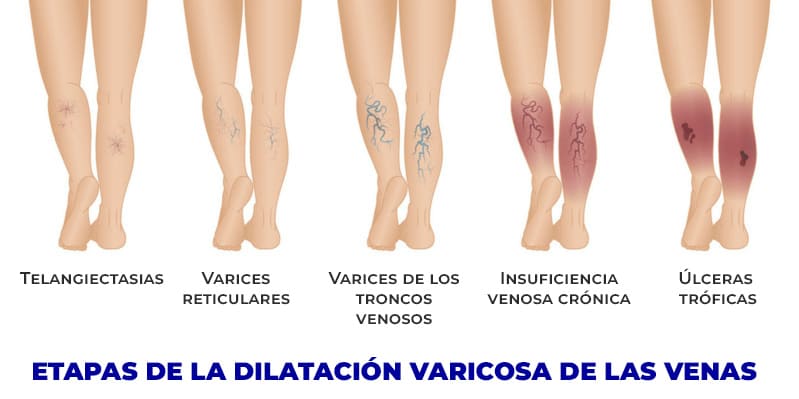 Telangiectasias
Varices
reticulares
Varices de los
troncos
venosos
Insuficiencia
venosa crónica
Úlceras
tróficas
ETAPAS DE LA DILATACIÓN VARICOSA DE LAS VENAS